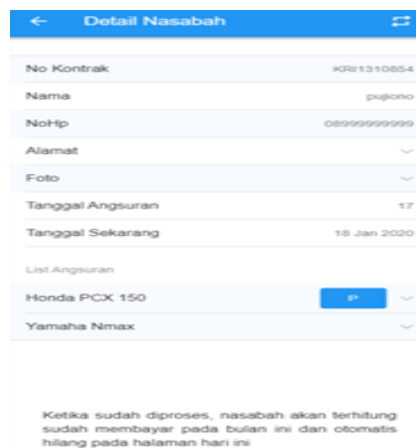 Detail Nasabah
No Kontrak KRI1310854
Nama pujiono
NoHp 08999999999
Alamat
Foto
Tanggal Angsuran 17
Tanggal Sekarang 18 Jan 2020
List Angsuran
Honda PCX 150 P
Yamaha Nmax
Ketika sudah diproses, nasabah akan terhitung
sudah membayar pada bulan ini dan otomatis
hilang pada halaman hari ini